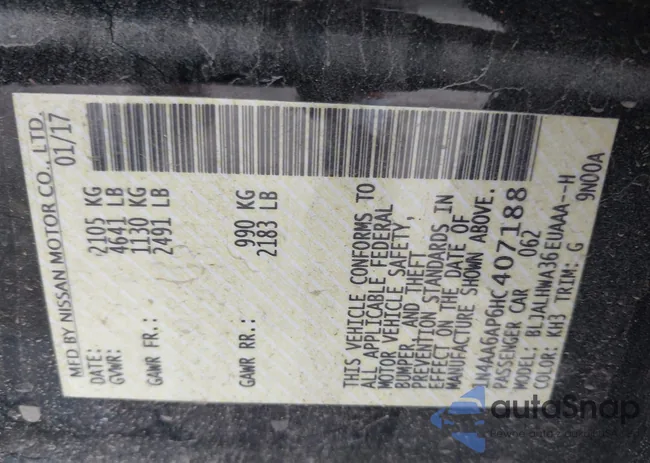 MFD BY NISSAN MOTOR CO., LTD.
DATE: 01/17
GVWR: 2105 KG
4641 LB
GAWR FR.: 1130 KG
2491 LB
GAWR RR.: 990 KG
2183 LB
THIS VEHICLE CONFORMS TO
ALL APPLICABLE FEDERAL
MOTOR VEHICLE SAFETY,
BUMPER, AND THEFT
PREVENTION STANDARDS IN
EFFECT ON THE DATE OF
MANUFACTURE SHOWN ABOVE.
1N4AA6AP6HC407188
PASSENGER CAR 062
MODEL: BLJALHWA36EUAAA--H
COLOR: KH3 TRIM: G 9N00A
autoSnap